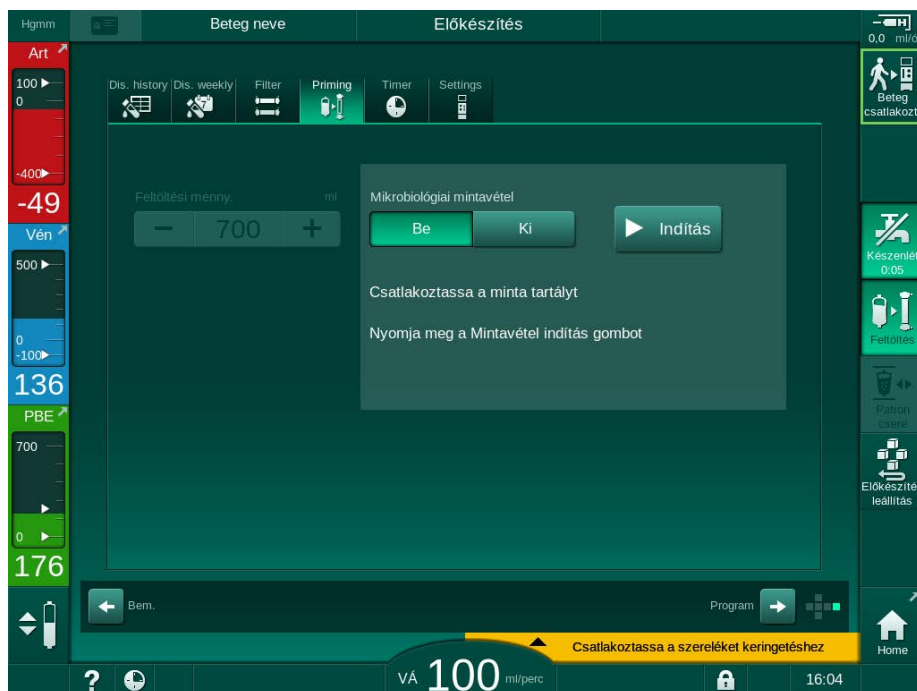 Hgmm
Beteg neve
Előkészítés
0,0 ml/ó
Art
100
0
-400
-49
Vén
500
0
-100
136
PBE
700
0
176
Dis. history
Dis. weekly
Filter
Priming
Timer
Settings
Feltöltési menny. ml
700
Mikrobiológiai mintavétel
Be
Ki
Indítás
Csatlakoztassa a minta tartályt
Nyomja meg a Mintavétel indítás gombot
Beteg
csatlakozt
Készenlét
0:05
Feltöltés
Patron
csere
Előkészíté
leállítás
Home
Bem.
Program
Csatlakoztassa a szereléket keringetéshez
?
VÁ 100 ml/perc
16:04